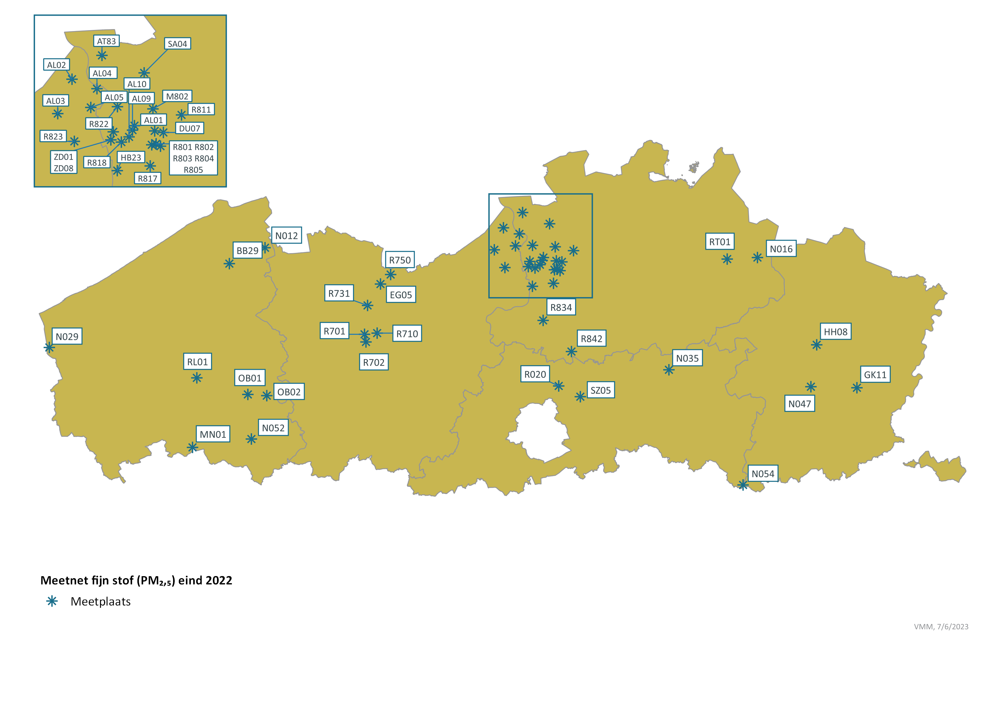 AT83
SA04
AL02
AL04
AL10
AL05
AL09
M802
AL03
R811
AL01
R822
DU07
R823
R801 R802
R803 R804
R805
ZD01
ZD08
R818
HB23
R817
N012
BB29
RT01
N016
R750
R731
EG05
R834
R701
R710
N029
R842
HH08
RL01
R702
N035
OB01
R020
GK11
OB02
SZ05
N047
N052
MN01
N054
Meetnet fijn stof (PM₂,₅) eind 2022
Meetplaats
VMM, 7/6/2023